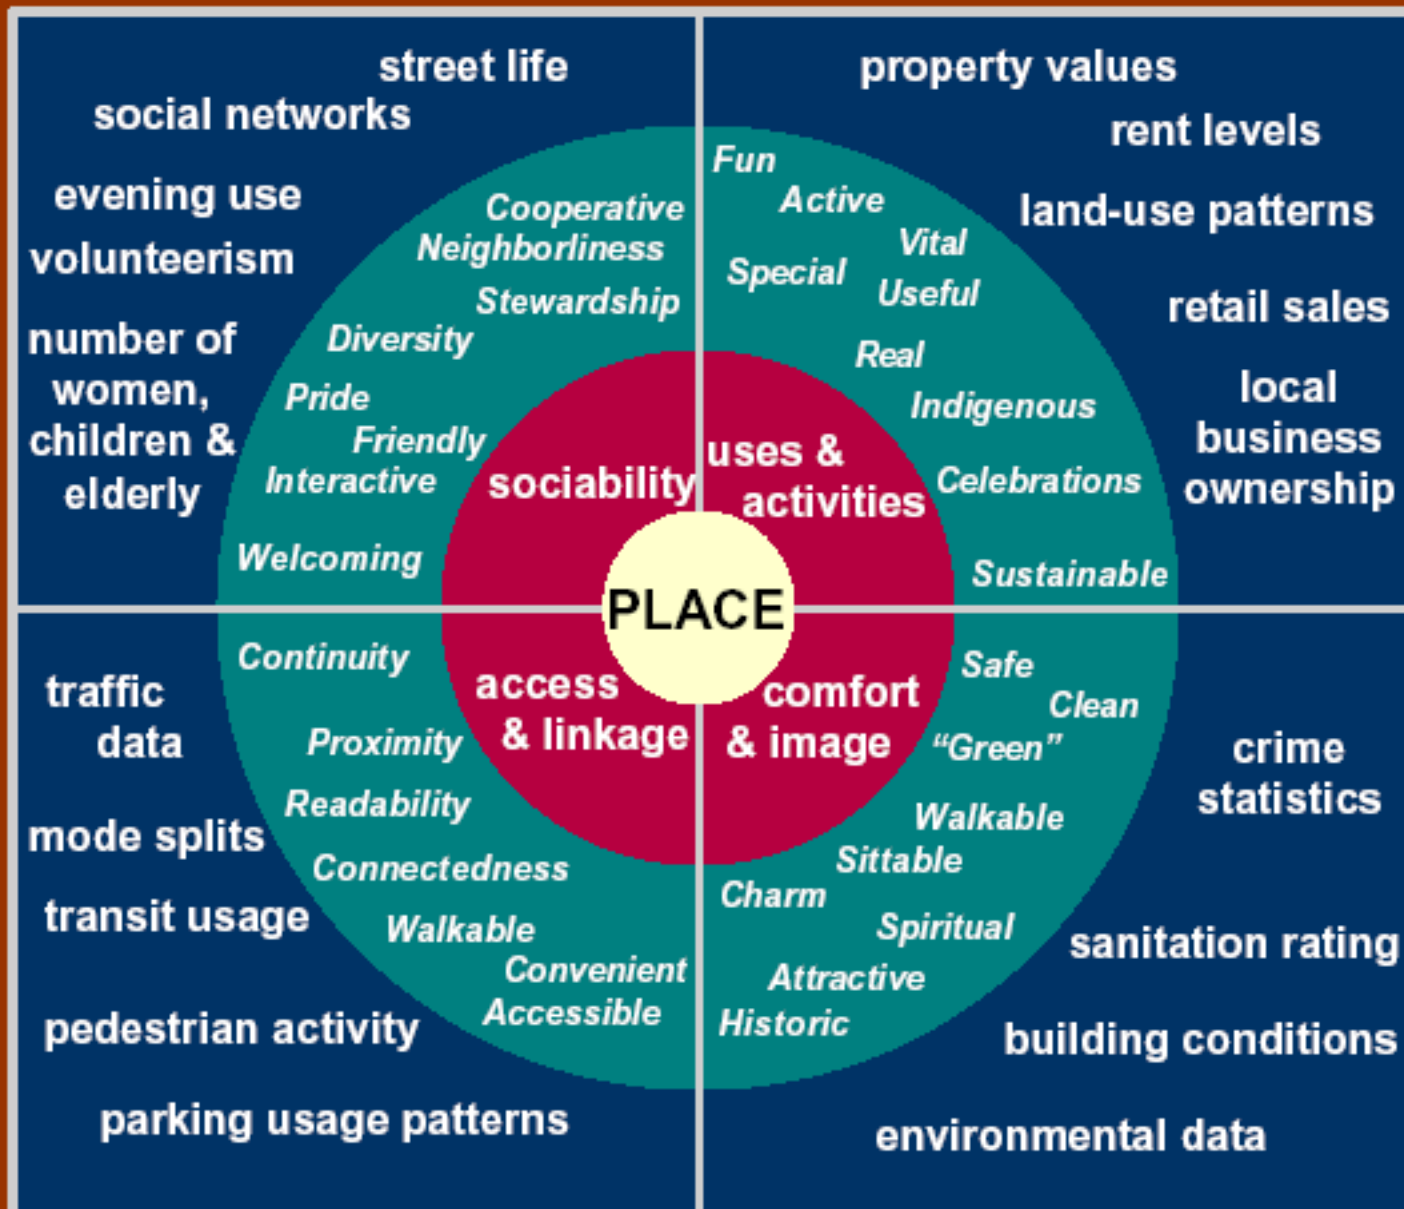 street life
social networks
evening use
volunteerism
number of
women,
children &
elderly
Cooperative
Neighborliness
Stewardship
Diversity
Pride
Friendly
Interactive
Welcoming
sociability
property values
rent levels
land-use patterns
retail sales
local
business
ownership
Fun
Active
Vital
Special
Useful
Real
Indigenous
Celebrations
Sustainable
uses &
activities
PLACE
access
& linkage
Continuity
Proximity
Readability
Connectedness
Walkable
Convenient
Accessible
traffic
data
mode splits
transit usage
pedestrian activity
parking usage patterns
comfort
& image
Safe
Clean
“Green”
Walkable
Sittable
Charm
Spiritual
Attractive
Historic
crime
statistics
sanitation rating
building conditions
environmental data